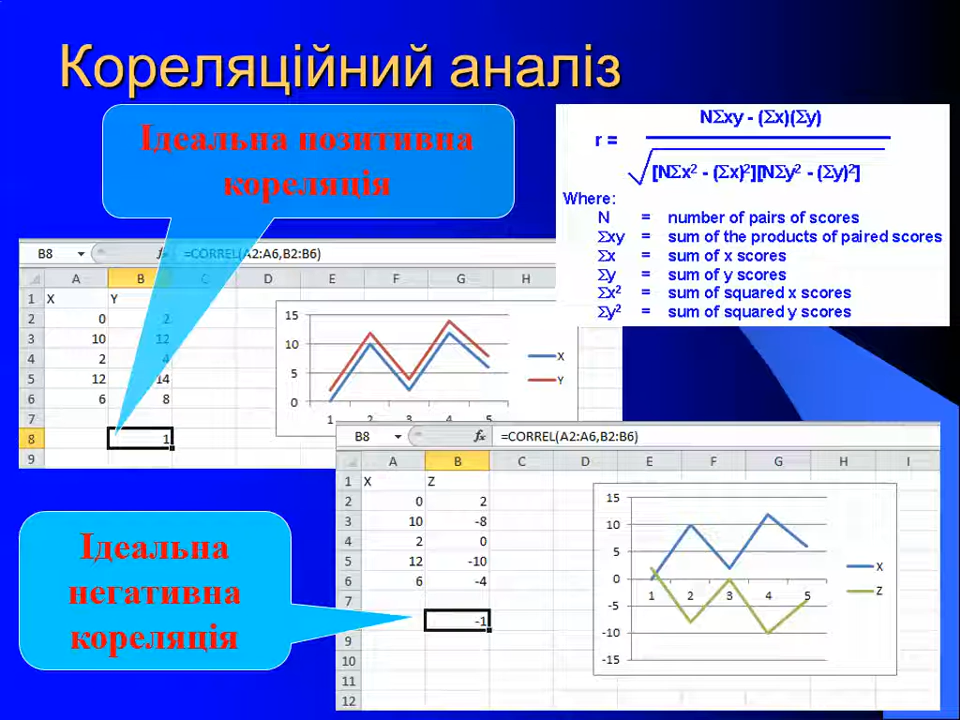 Кореляційний аналіз
Ідеальна позитивна
кореляція
NΣxy - (Σx)(Σy)
r =
[NΣx² - (Σx)²][NΣy² - (Σy)²]
Where:
N = number of pairs of scores
Σxy = sum of the products of paired scores
Σx = sum of x scores
Σy = sum of y scores
Σx² = sum of squared x scores
Σy² = sum of squared y scores
B8 fx =CORREL(A2:A6,B2:B6)
A B C D E F G H
1 X Y
2 0 2
3 10 12
4 2 4
5 12 14
6 6 8
7
8 1
9
15
10
5
0
1 2 3 4 5
X
Y
B8 fx =CORREL(A2:A6,B2:B6)
A B C D E F G H I
1 X Z
2 0 2
3 10 -8
4 2 0
5 12 -10
6 6 -4
7
-1
9
10
11
12
15
10
5
0
-5
-10
-15
1 2 3 4 5
X
Z
Ідеальна
негативна
кореляція